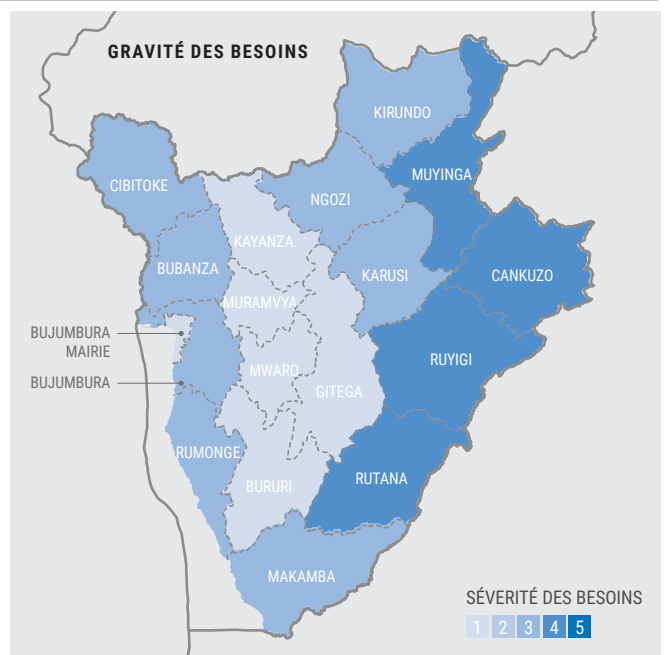 GRAVITÉ DES BESOINS
KIRUNDO
MUYINGA
CIBITOKE
NGOZI
KAYANZA
BUBANZA
KARUSI
CANKUZO
MURAMVYA
BUJUMBURA
MAIRIE
RUYIGI
MWARO
BUJUMBURA
GITEGA
RUMONGE
RUTANA
BURURI
MAKAMBA
SÉVERITÉ DES BESOINS
1 2 3 4 5